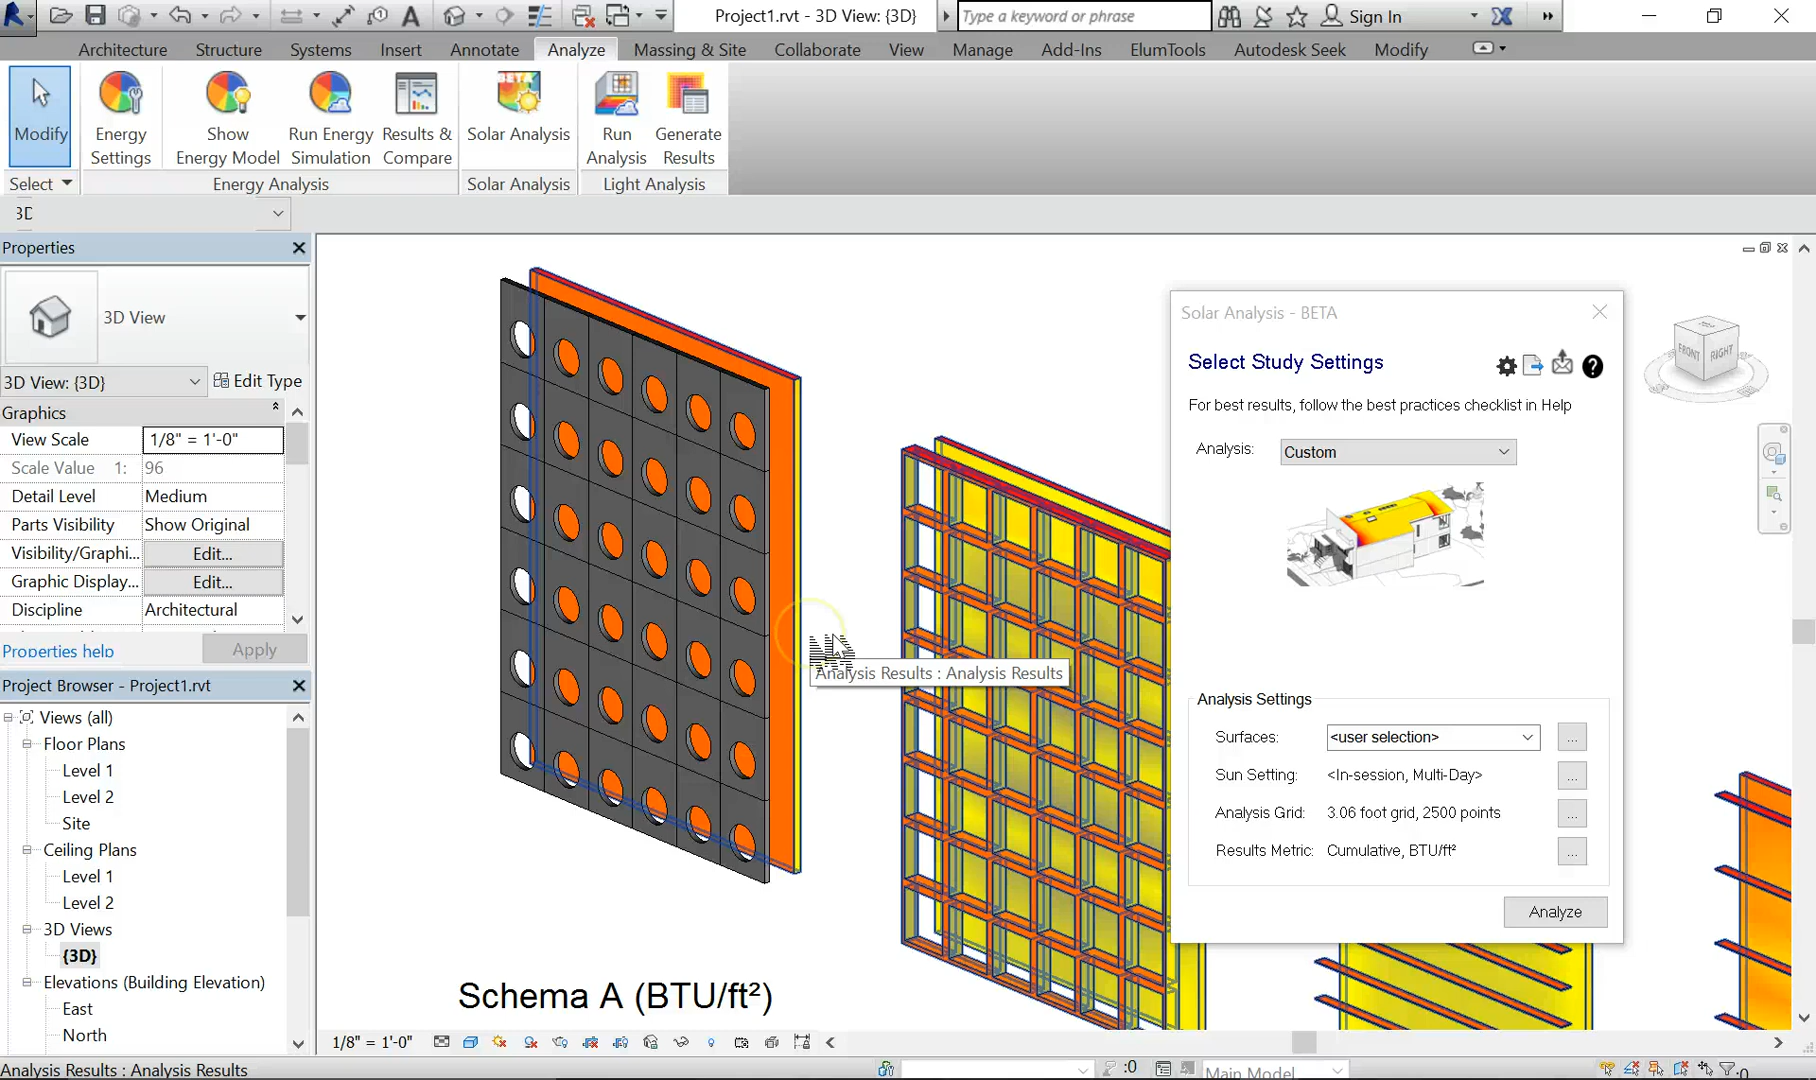 Project1.rvt - 3D View: {3D}
Type a keyword or phrase
Sign In
Architecture Structure Systems Insert Annotate Analyze Massing & Site Collaborate View Manage Add-Ins ElumTools Autodesk Seek Modify
Modify
Energy Settings
Show Energy Model
Run Energy Simulation
Results & Compare
Solar Analysis
Run Analysis
Generate Results
Select
Energy Analysis
Solar Analysis
Light Analysis
3D
Properties
3D View
3D View: {3D}
Edit Type
Graphics
View Scale 1/8" = 1'-0"
Scale Value 1: 96
Detail Level Medium
Parts Visibility Show Original
Visibility/Graphi... Edit...
Graphic Display... Edit...
Discipline Architectural
Properties help
Apply
Project Browser - Project1.rvt
Views (all)
Floor Plans
Level 1
Level 2
Site
Ceiling Plans
Level 1
Level 2
3D Views
{3D}
Elevations (Building Elevation)
East
North
Analysis Results : Analysis Results
Schema A (BTU/ft²)
FRONT
RIGHT
Solar Analysis - BETA
Select Study Settings
For best results, follow the best practices checklist in Help
Analysis: Custom
Analysis Settings
Surfaces: <user selection> ...
Sun Setting: <In-session, Multi-Day> ...
Analysis Grid: 3.06 foot grid, 2500 points ...
Results Metric: Cumulative, BTU/ft² ...
Analyze
1/8" = 1'-0"
Analysis Results : Analysis Results
:0
Main Model
:0